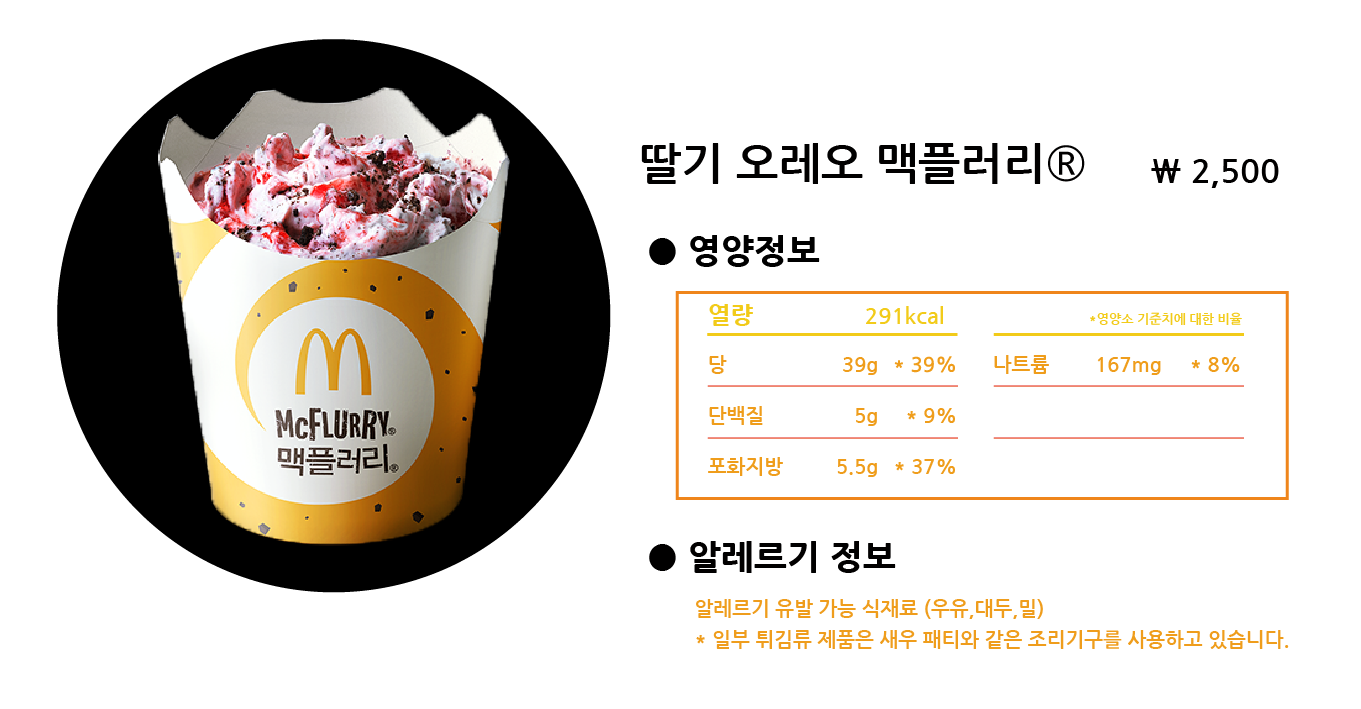 딸기 오레오 맥플러리® ₩ 2,500
● 영양정보
열량 291kcal *영양소 기준치에 대한 비율
당 39g * 39% 나트륨 167mg * 8%
단백질 5g * 9%
포화지방 5.5g * 37%
● 알레르기 정보
알레르기 유발 가능 식재료 (우유,대두,밀)
* 일부 튀김류 제품은 새우 패티와 같은 조리기구를 사용하고 있습니다.
McFLURRY®
맥플러리®